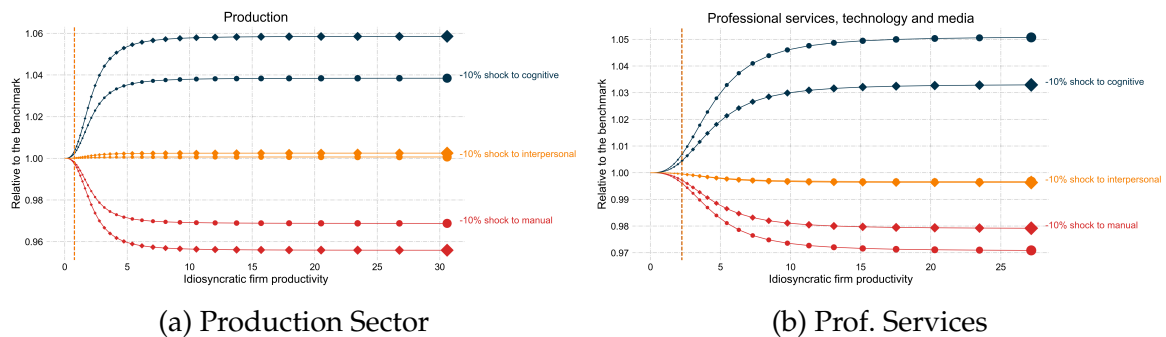 Production
Relative to the benchmark
1.06
1.04
1.02
1.00
0.98
0.96
0
5
10
15
20
25
30
Idiosyncratic firm productivity
-10% shock to cognitive
-10% shock to interpersonal
-10% shock to manual
(a) Production Sector
Professional services, technology and media
Relative to the benchmark
1.05
1.04
1.03
1.02
1.01
1.00
0.99
0.98
0.97
0
5
10
15
20
25
Idiosyncratic firm productivity
-10% shock to cognitive
-10% shock to interpersonal
-10% shock to manual
(b) Prof. Services